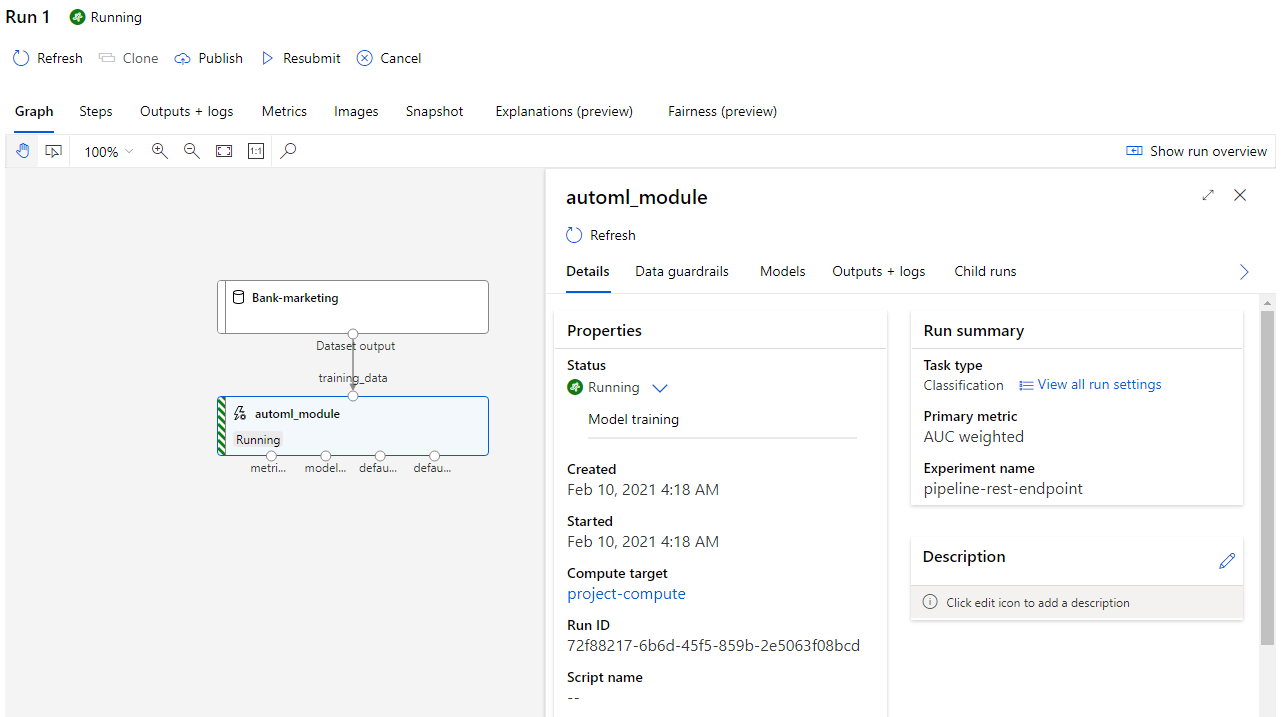 Run 1 Running
Refresh Clone Publish Resubmit Cancel
Graph Steps Outputs + logs Metrics Images Snapshot Explanations (preview) Fairness (preview)
100% 1:1 Show run overview
Bank-marketing
Dataset output
training_data
automl_module
Running
metri... model... defau... defau...
automl_module
Refresh
Details Data guardrails Models Outputs + logs Child runs
Properties
Status
Running
Model training
Created
Feb 10, 2021 4:18 AM
Started
Feb 10, 2021 4:18 AM
Compute target
project-compute
Run ID
72f88217-6b6d-45f5-859b-2e5063f08bcd
Script name
--
Run summary
Task type
Classification View all run settings
Primary metric
AUC weighted
Experiment name
pipeline-rest-endpoint
Description
Click edit icon to add a description